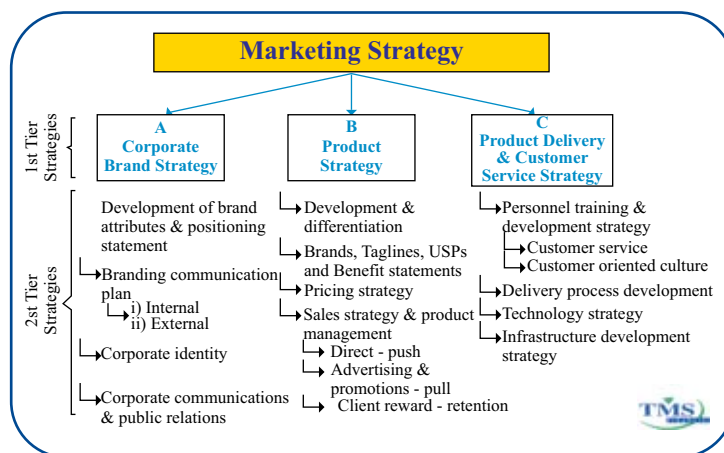 Marketing Strategy
1st Tier
Strategies
A
Corporate
Brand Strategy
B
Product
Strategy
C
Product Delivery
& Customer
Service Strategy
2nd Tier
Strategies
Development of brand
attributes & positioning
statement
Branding communication
plan
i) Internal
ii) External
Corporate identity
Corporate communications
& public relations
Development &
differentiation
Brands, Taglines, USPs
and Benefit statements
Pricing strategy
Sales strategy & product
management
Direct - push
Advertising &
promotions - pull
Client reward - retention
Personnel training &
development strategy
Customer service
Customer oriented culture
Delivery process development
Technology strategy
Infrastructure development
strategy
TMS